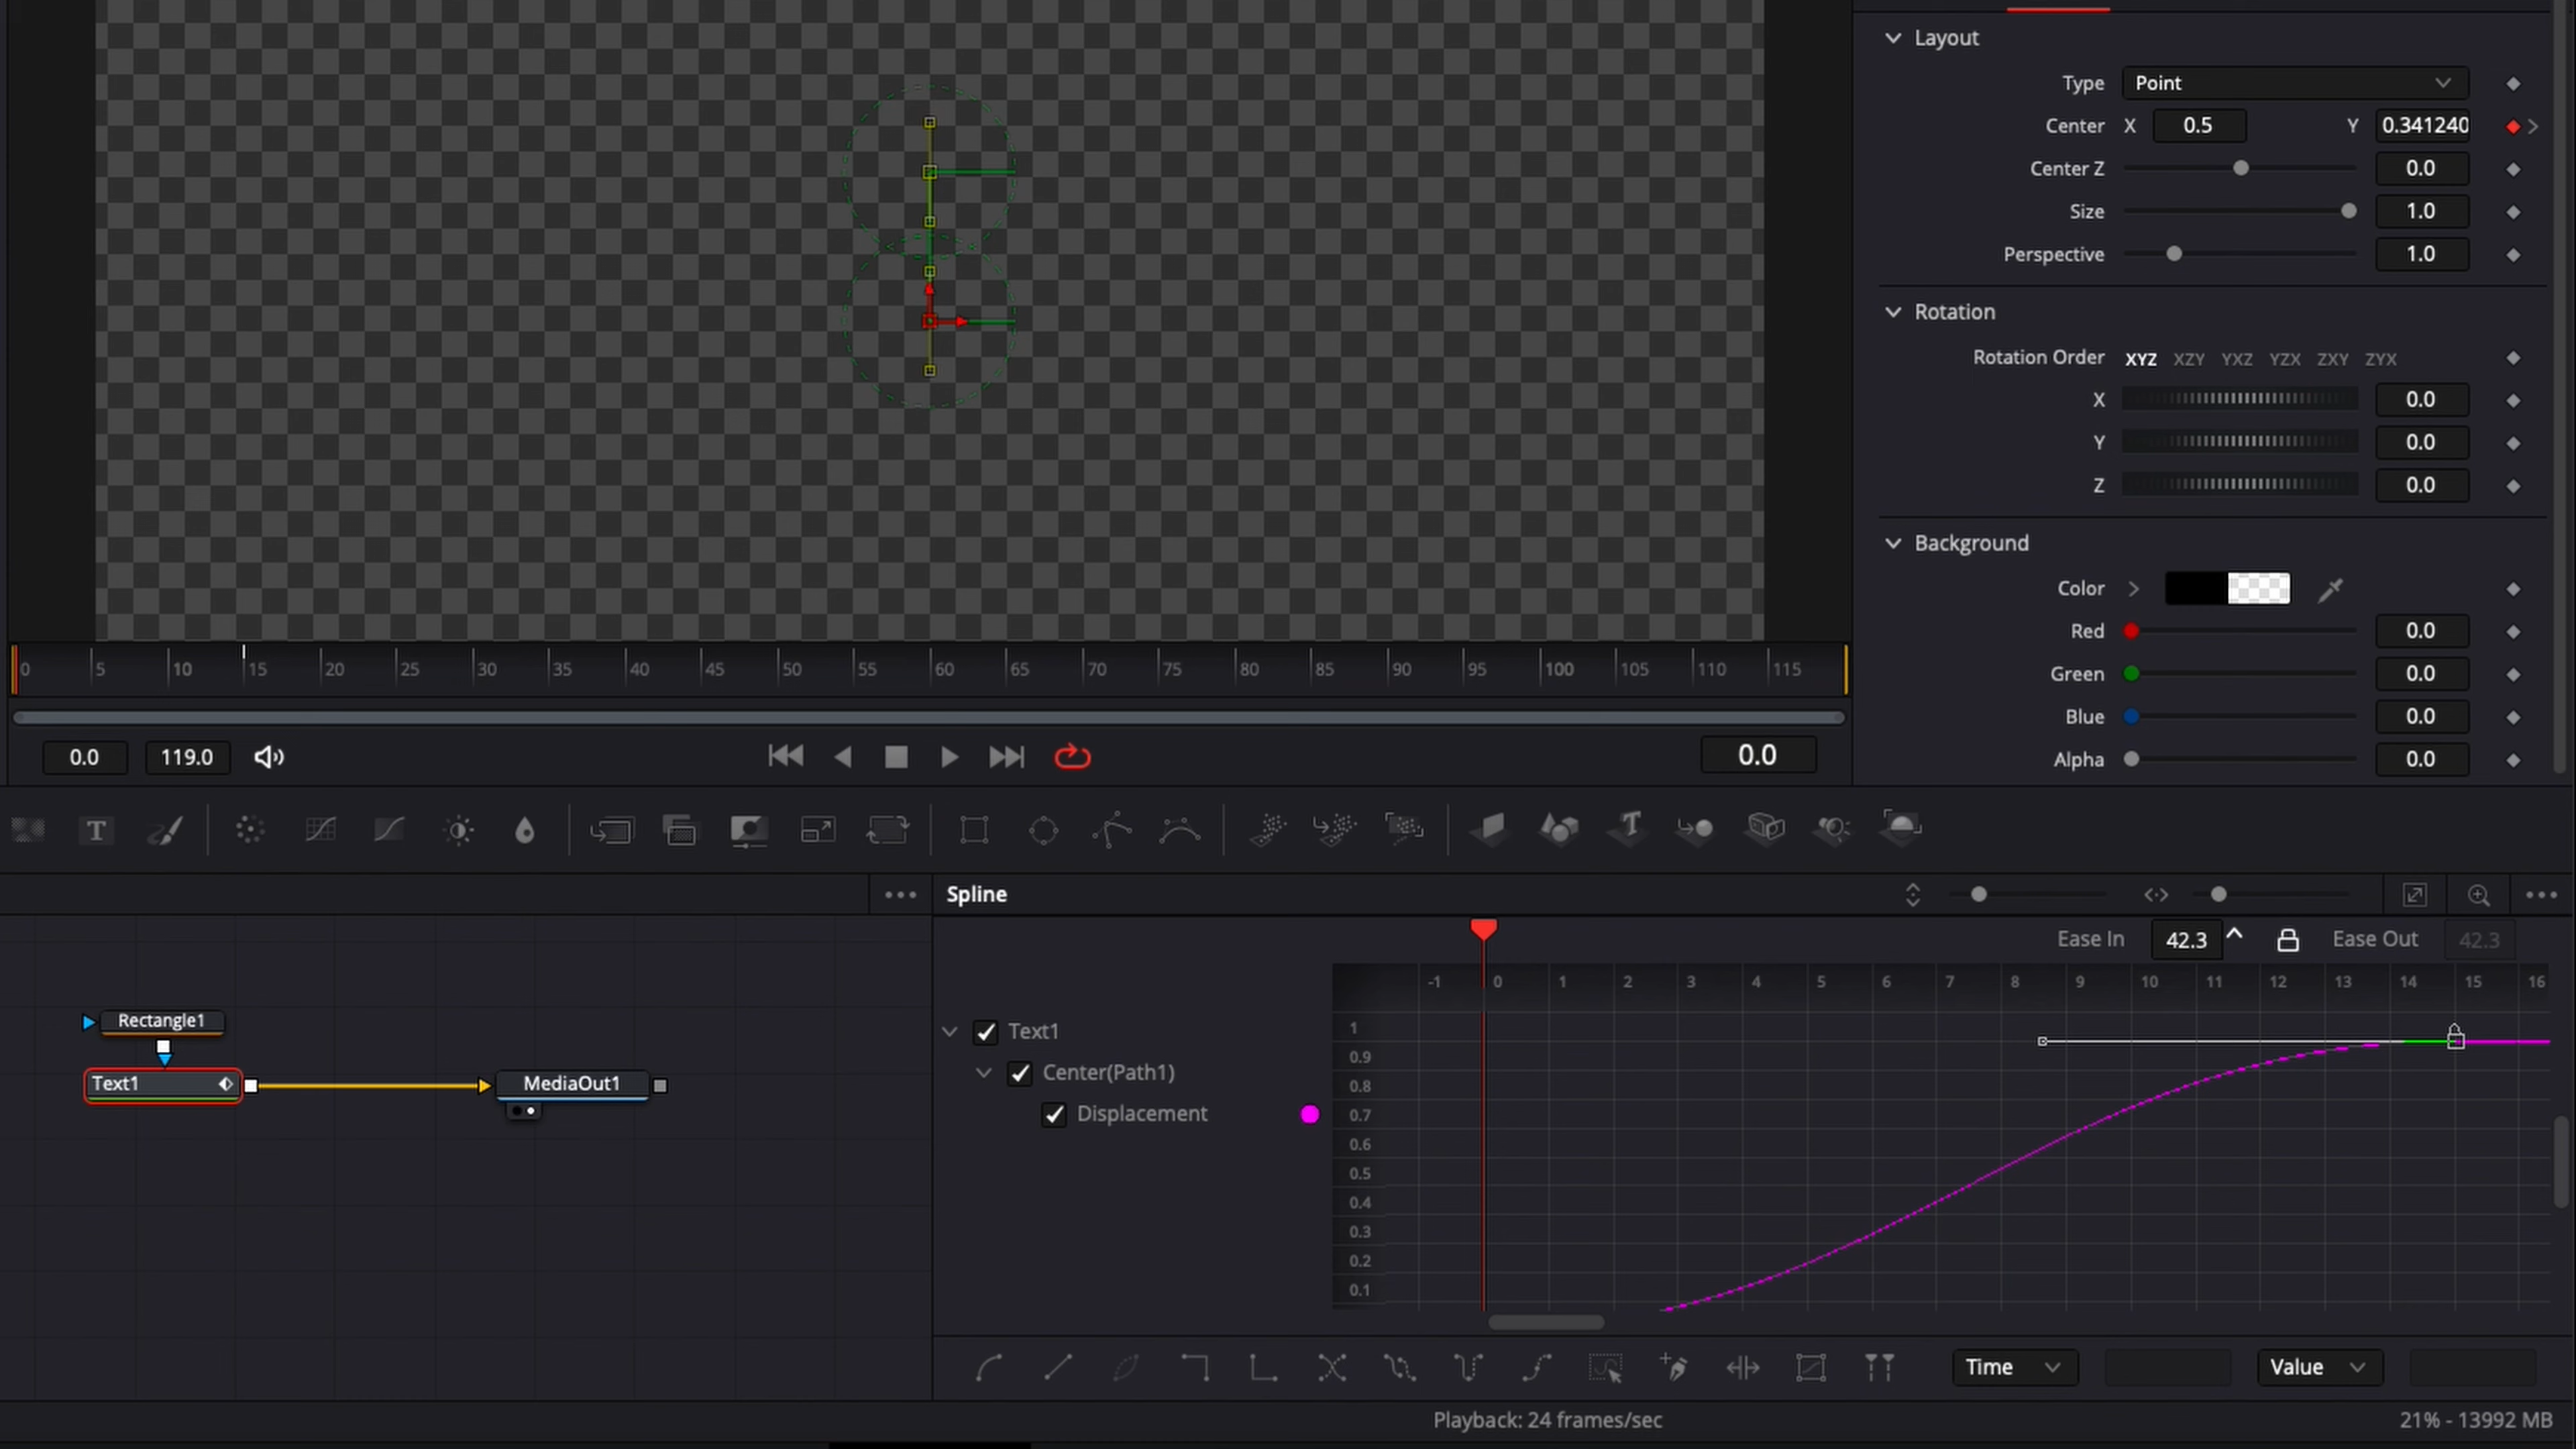 Layout
Type Point
Center X 0.5 Y 0.341240
Center Z 0.0
Size 1.0
Perspective 1.0
Rotation
Rotation Order XYZ XZY YXZ YZX ZXY ZYX
X 0.0
Y 0.0
Z 0.0
Background
Color
Red 0.0
Green 0.0
Blue 0.0
Alpha 0.0
0 5 10 15 20 25 30 35 40 45 50 55 60 65 70 75 80 85 90 95 100 105 110 115
0.0 119.0 0.0
T
Spline
Ease In 42.3 Ease Out 42.3
-1 0 1 2 3 4 5 6 7 8 9 10 11 12 13 14 15 16
Rectangle1
Text1
MediaOut1
Text1
Center(Path1)
Displacement
1
0.9
0.8
0.7
0.6
0.5
0.4
0.3
0.2
0.1
Time Value
Playback: 24 frames/sec
21% - 13992 MB